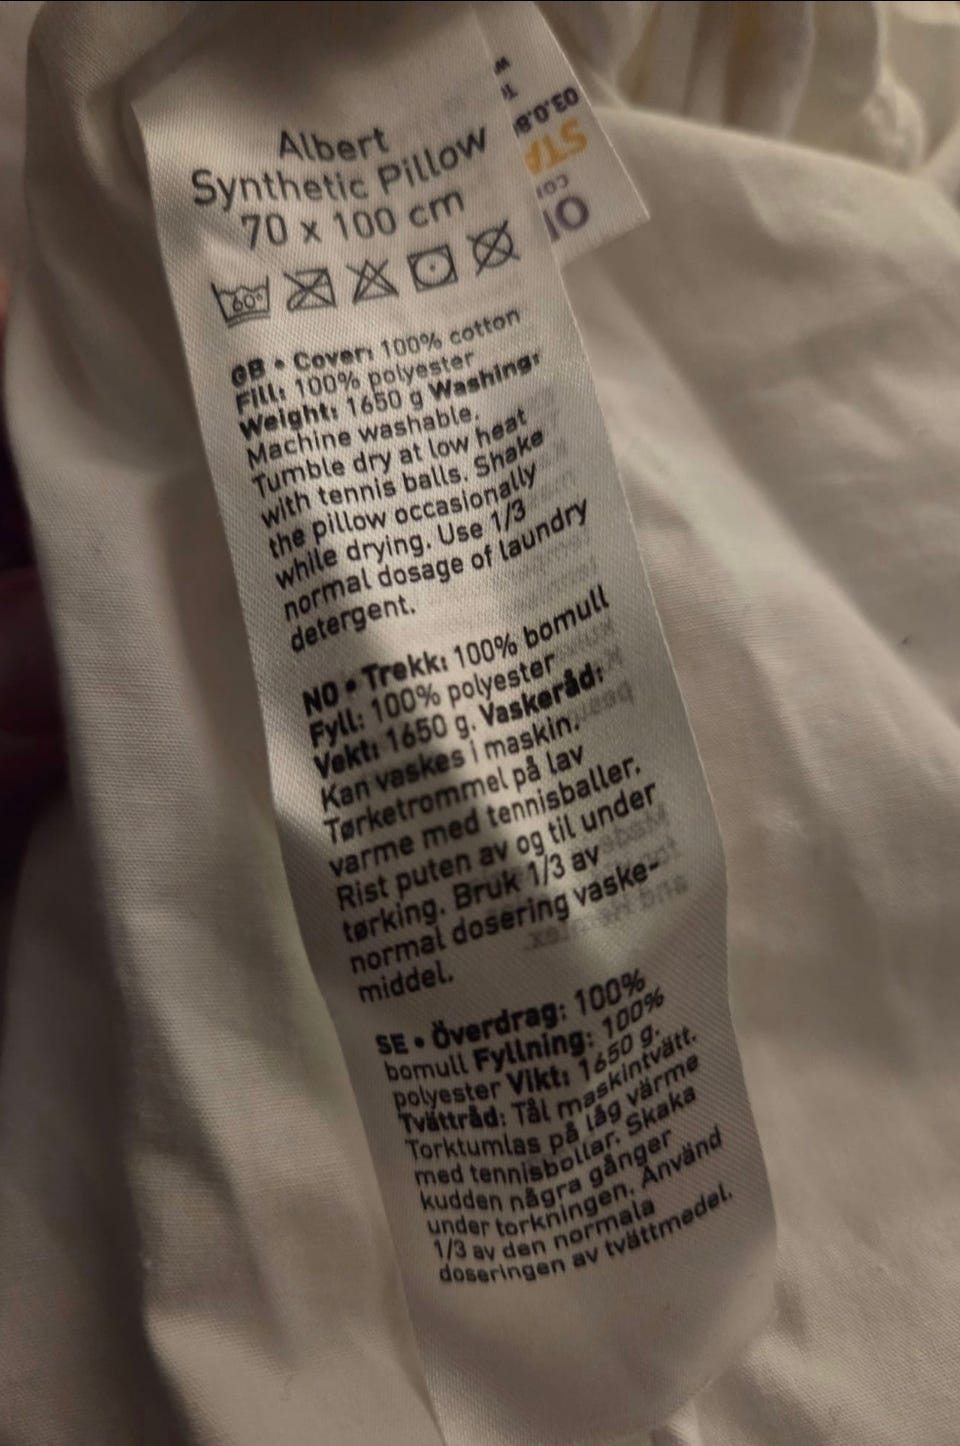 Albert
Synthetic Pillow
70 x 100 cm
60°
GB • Cover: 100% cotton
Fill: 100% polyester
Weight: 1650 g Washing:
Machine washable.
Tumble dry at low heat
with tennis balls. Shake
the pillow occasionally
while drying. Use 1/3
normal dosage of laundry
detergent.
NO • Trekk: 100% bomull
Fyll: 100% polyester
Vekt: 1650 g. Vaskeråd:
Kan vaskes i maskin.
Tørketrommel på lav
varme med tennisballer.
Rist puten av og til under
tørking. Bruk 1/3 av
normal dosering vaske-
middel.
SE • Överdrag: 100%
bomull Fyllning: 100%
polyester Vikt: 1650 g.
Tvättråd: Tål maskintvätt.
Torktumlas på låg värme
med tennisbollar. Skaka
kudden några gånger
under torkningen. Använd
1/3 av den normala
doseringen av tvättmedel.
03.0.8